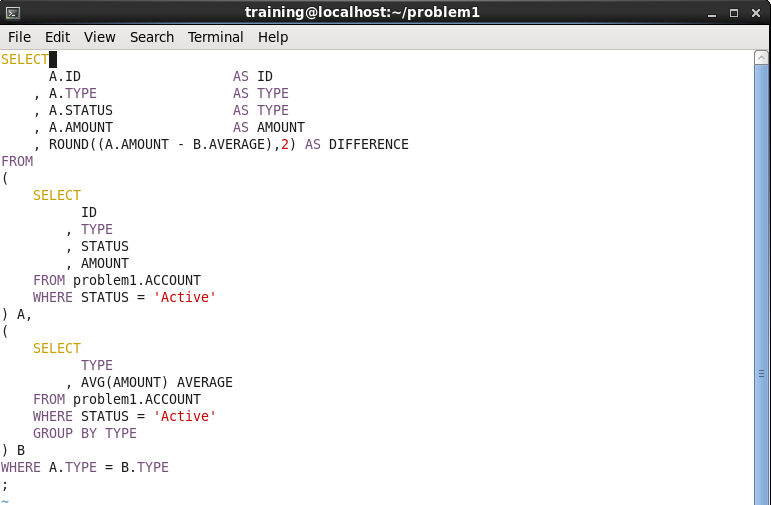 training@localhost:~/problem1
File Edit View Search Terminal Help
SELECT
      A.ID                   AS ID
    , A.TYPE                 AS TYPE
    , A.STATUS               AS TYPE
    , A.AMOUNT               AS AMOUNT
    , ROUND((A.AMOUNT - B.AVERAGE),2) AS DIFFERENCE
FROM
(
    SELECT
          ID
        , TYPE
        , STATUS
        , AMOUNT
    FROM problem1.ACCOUNT
    WHERE STATUS = 'Active'
) A,
(
    SELECT
          TYPE
        , AVG(AMOUNT) AVERAGE
    FROM problem1.ACCOUNT
    WHERE STATUS = 'Active'
    GROUP BY TYPE
) B
WHERE A.TYPE = B.TYPE
;
~